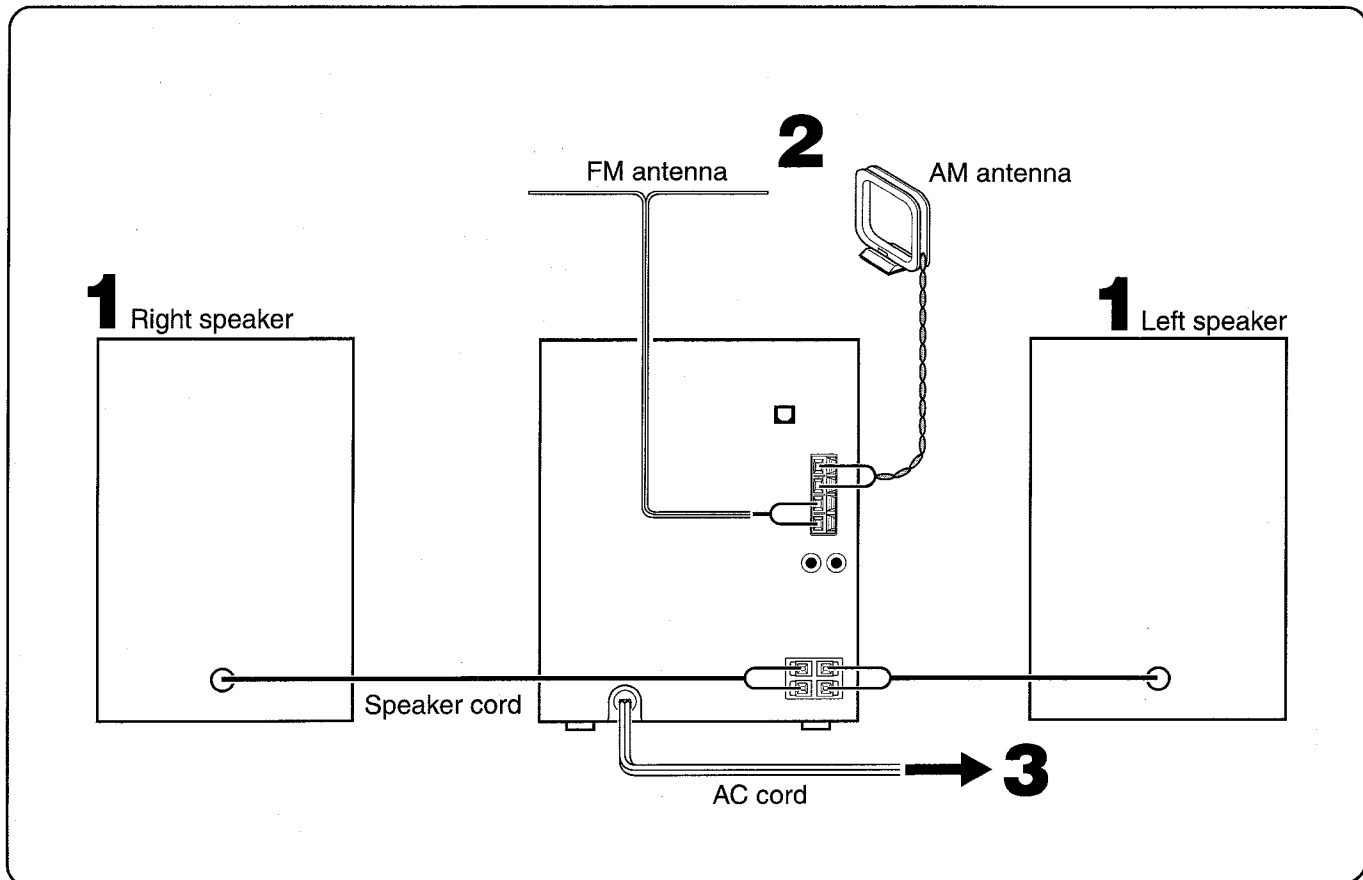 2
FM antenna
AM antenna
1 Right speaker
1 Left speaker
Speaker cord
AC cord
3